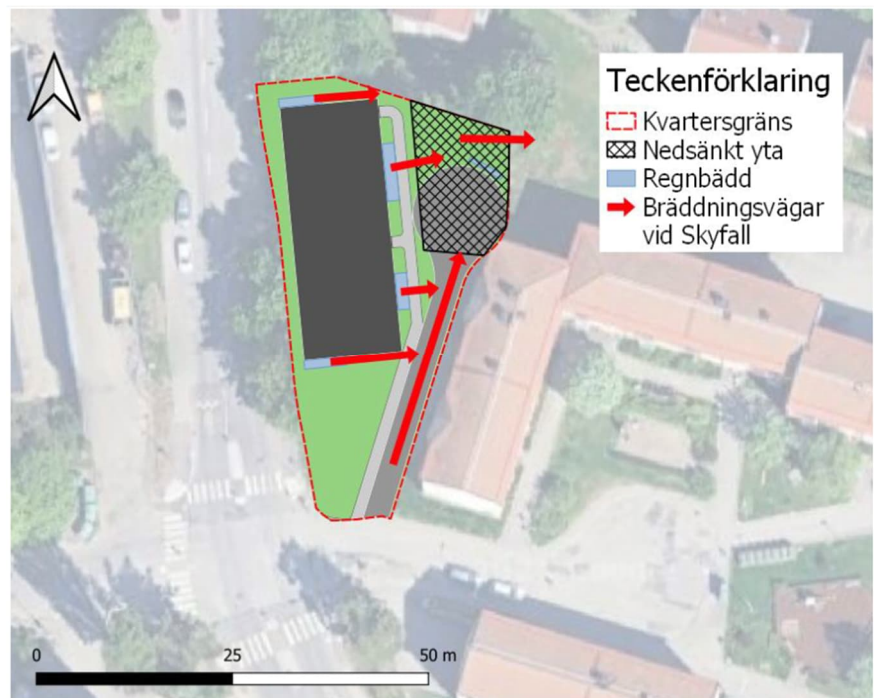 Teckenförklaring
Kvartersgräns
Nedsänkt yta
Regnbädd
Bräddningsvägar
vid Skyfall
0 25 50 m